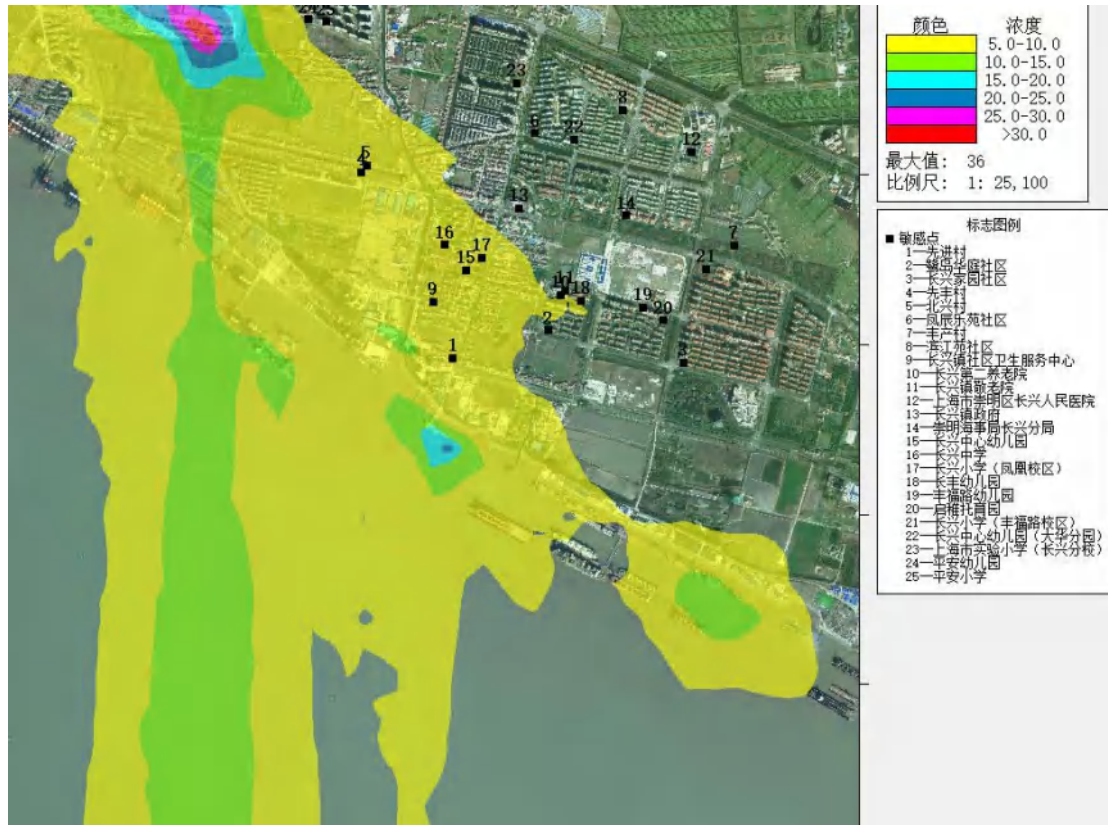 24 25
23
8
6
22
12
5
4
13
14
16
17
7
15
21
11
10
9
18
19
20
2
1
3
颜色 浓度
5.0-10.0
10.0-15.0
15.0-20.0
20.0-25.0
25.0-30.0
>30.0
最大值: 36
比例尺: 1: 25,100
标志图例
敏感点
1—先进村
2—岛华庭社区
3—长兴家园社区
4—先丰村
5—北兴村
6—凤辰乐苑社区
7—丰产村
8—滨江苑社区
9—长兴镇社区卫生服务中心
10—长兴第二养老院
11—长兴镇敬老院
12—上海市崇明区长兴人民医院
13—长兴镇政府
14—崇明海事局长兴分局
15—长兴中心幼儿园
16—长兴中学
17—长兴小学(凤凰校区)
18—长丰幼儿园
19—丰福路幼儿园
20—启稚托育园
21—长兴小学(丰福路校区)
22—长兴中心幼儿园(大华分园)
23—上海市实验小学(长兴分校)
24—平安幼儿园
25—平安小学